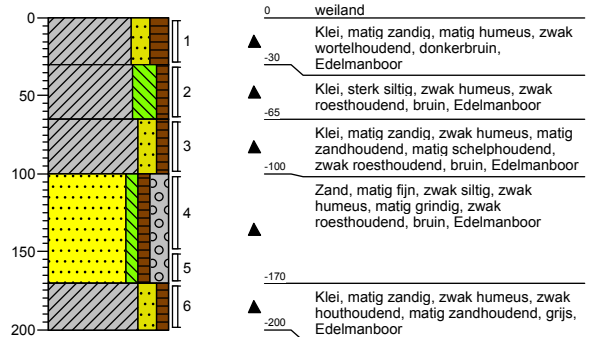 0
50
100
150
200
1
2
3
4
5
6
0 weiland
Klei, matig zandig, matig humeus, zwak
wortelhoudend, donkerbruin,
Edelmanboor
-30
Klei, sterk siltig, zwak humeus, zwak
roesthoudend, bruin, Edelmanboor
-65
Klei, matig zandig, zwak humeus, matig
zandhoudend, matig schelphoudend,
zwak roesthoudend, bruin, Edelmanboor
-100
Zand, matig fijn, zwak siltig, zwak
humeus, matig grindig, zwak
roesthoudend, bruin, Edelmanboor
-170
Klei, matig zandig, zwak humeus, zwak
houthoudend, matig zandhoudend, grijs,
Edelmanboor
-200